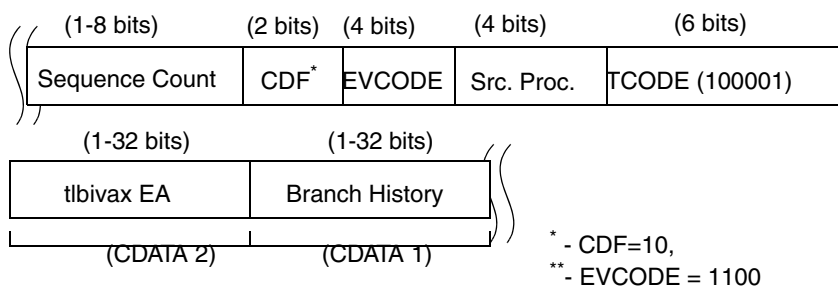 (1-8 bits) (2 bits) (4 bits) (4 bits) (6 bits)
Sequence Count CDF* EVCODE Src. Proc. TCODE (100001)
(1-32 bits) (1-32 bits)
tlbivax EA Branch History
(CDATA 2) (CDATA 1)
* - CDF=10,
**- EVCODE = 1100